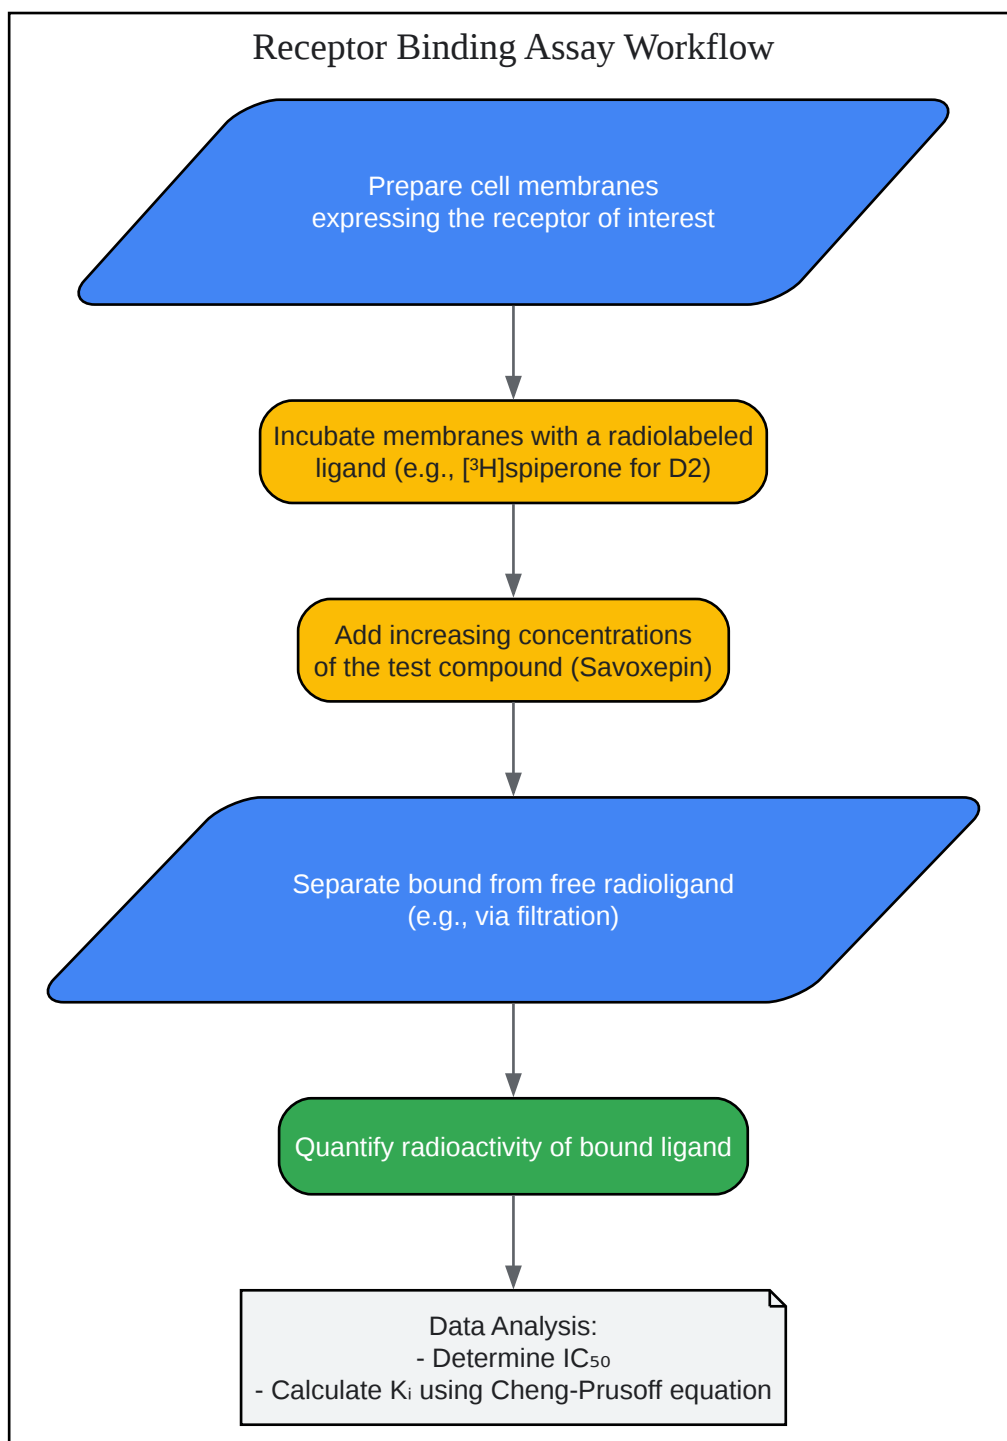 Receptor Binding Assay Workflow
Prepare cell membranes
expressing the receptor of interest
Incubate membranes with a radiolabeled
ligand (e.g., [³H]spiperone for D2)
Add increasing concentrations
of the test compound (Savoxepin)
Separate bound from free radioligand
(e.g., via filtration)
Quantify radioactivity of bound ligand
Data Analysis:
- Determine IC₅₀
- Calculate Kᵢ using Cheng-Prusoff equation